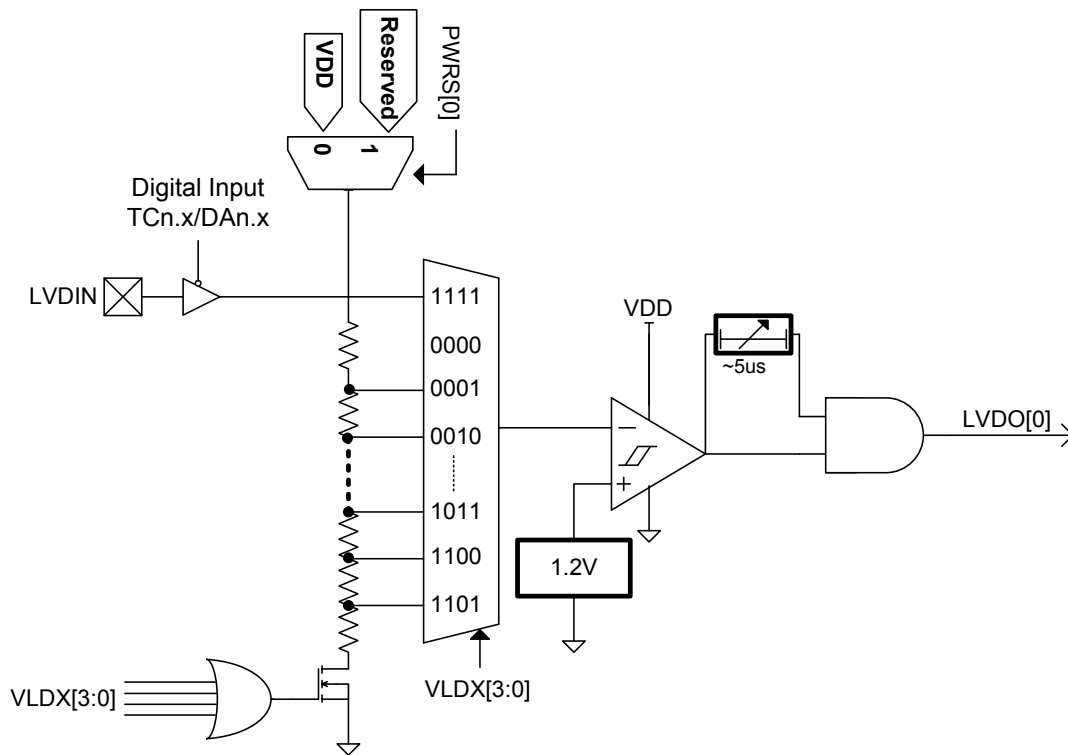 VDD
Reserved
0
1
PWRS[0]
Digital Input
TCn.x/DAn.x
LVDIN
1111
0000
0001
0010
1011
1100
1101
VDD
~5us
−
+
1.2V
LVDO[0]
VLDX[3:0]
VLDX[3:0]